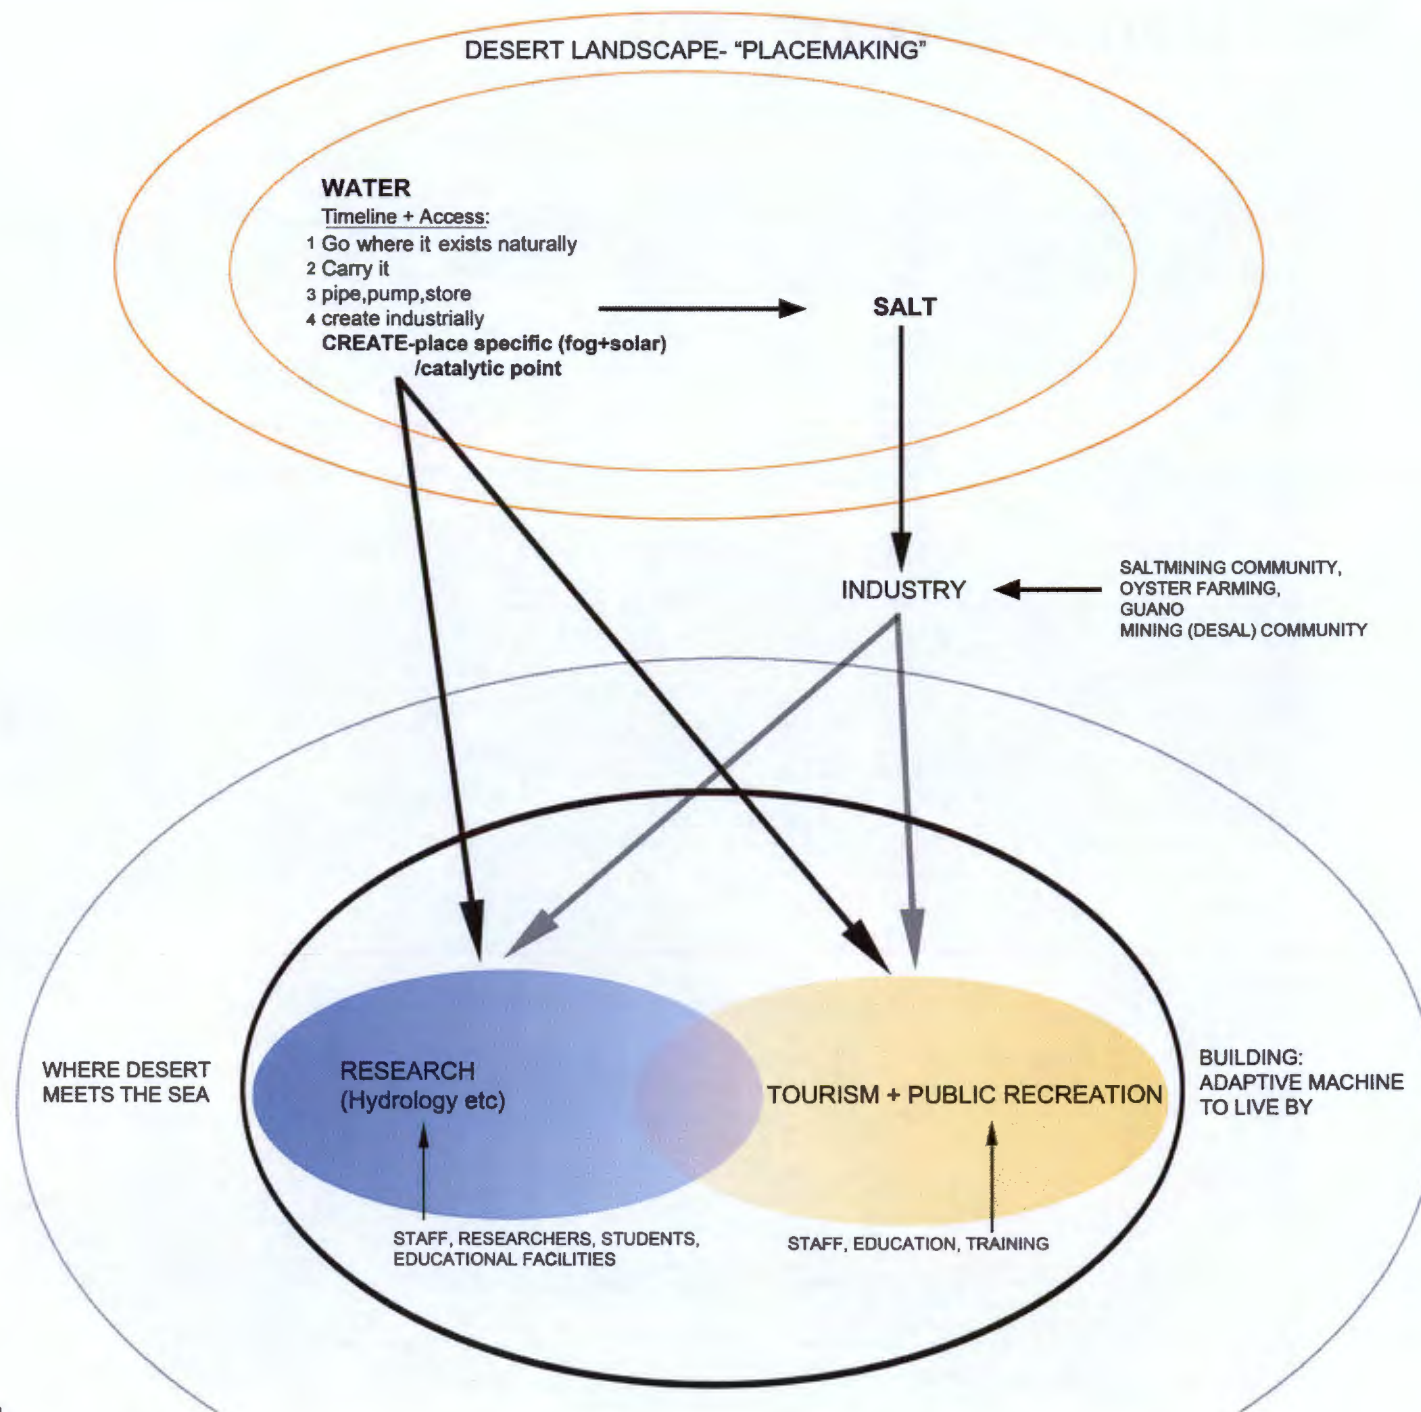 DESERT LANDSCAPE- "PLACEMAKING"
WATER
Timeline + Access:
1 Go where it exists naturally
2 Carry it
3 pipe,pump,store
4 create industrially
CREATE-place specific (fog+solar)
/catalytic point
SALT
INDUSTRY
SALTMINING COMMUNITY,
OYSTER FARMING,
GUANO
MINING (DESAL) COMMUNITY
WHERE DESERT
MEETS THE SEA
RESEARCH
(Hydrology etc)
TOURISM + PUBLIC RECREATION
BUILDING:
ADAPTIVE MACHINE
TO LIVE BY
STAFF, RESEARCHERS, STUDENTS,
EDUCATIONAL FACILITIES
STAFF, EDUCATION, TRAINING